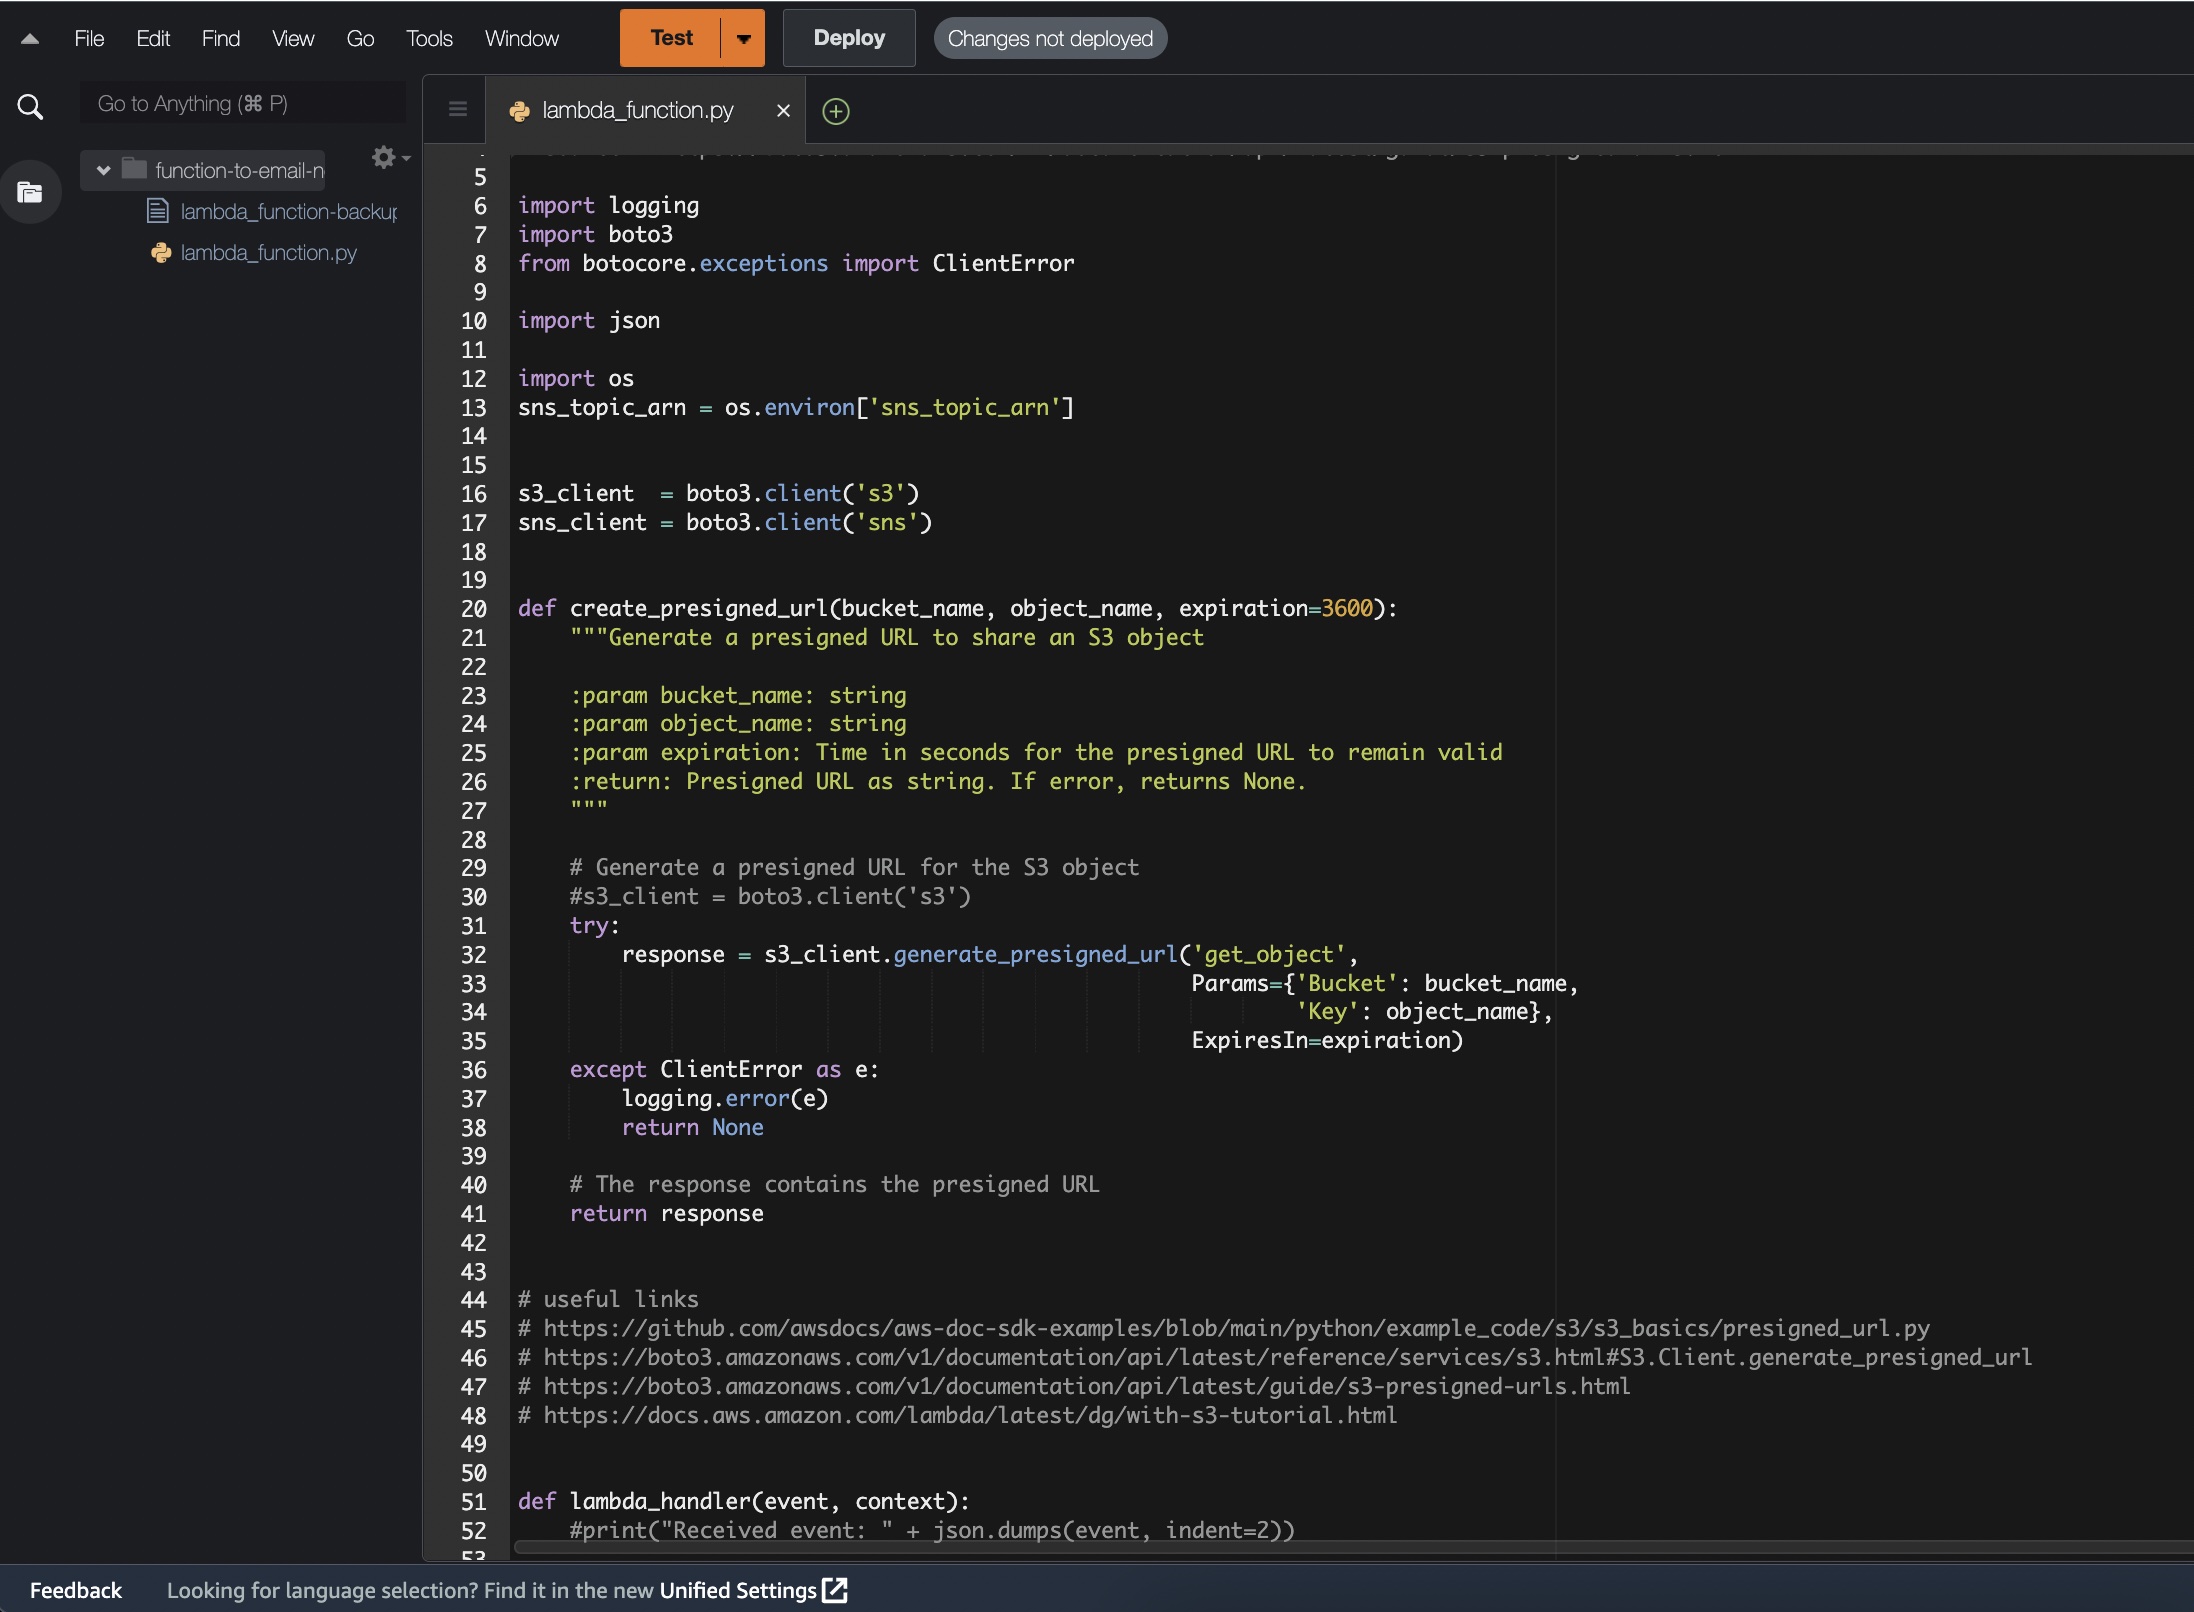 File Edit Find View Go Tools Window Test Deploy Changes not deployed
Go to Anything (⌘ P)
lambda_function.py
function-to-email-n
lambda_function-backup
lambda_function.py
5
6 import logging
7 import boto3
8 from botocore.exceptions import ClientError
9
10 import json
11
12 import os
13 sns_topic_arn = os.environ['sns_topic_arn']
14
15
16 s3_client  = boto3.client('s3')
17 sns_client = boto3.client('sns')
18
19
20 def create_presigned_url(bucket_name, object_name, expiration=3600):
21     """Generate a presigned URL to share an S3 object
22
23     :param bucket_name: string
24     :param object_name: string
25     :param expiration: Time in seconds for the presigned URL to remain valid
26     :return: Presigned URL as string. If error, returns None.
27     """
28
29     # Generate a presigned URL for the S3 object
30     #s3_client = boto3.client('s3')
31     try:
32         response = s3_client.generate_presigned_url('get_object',
33                                                     Params={'Bucket': bucket_name,
34                                                             'Key': object_name},
35                                                     ExpiresIn=expiration)
36     except ClientError as e:
37         logging.error(e)
38         return None
39
40     # The response contains the presigned URL
41     return response
42
43
44 # useful links
45 # https://github.com/awsdocs/aws-doc-sdk-examples/blob/main/python/example_code/s3/s3_basics/presigned_url.py
46 # https://boto3.amazonaws.com/v1/documentation/api/latest/reference/services/s3.html#S3.Client.generate_presigned_url
47 # https://boto3.amazonaws.com/v1/documentation/api/latest/guide/s3-presigned-urls.html
48 # https://docs.aws.amazon.com/lambda/latest/dg/with-s3-tutorial.html
49
50
51 def lambda_handler(event, context):
52     #print("Received event: " + json.dumps(event, indent=2))
53
Feedback Looking for language selection? Find it in the new Unified Settings